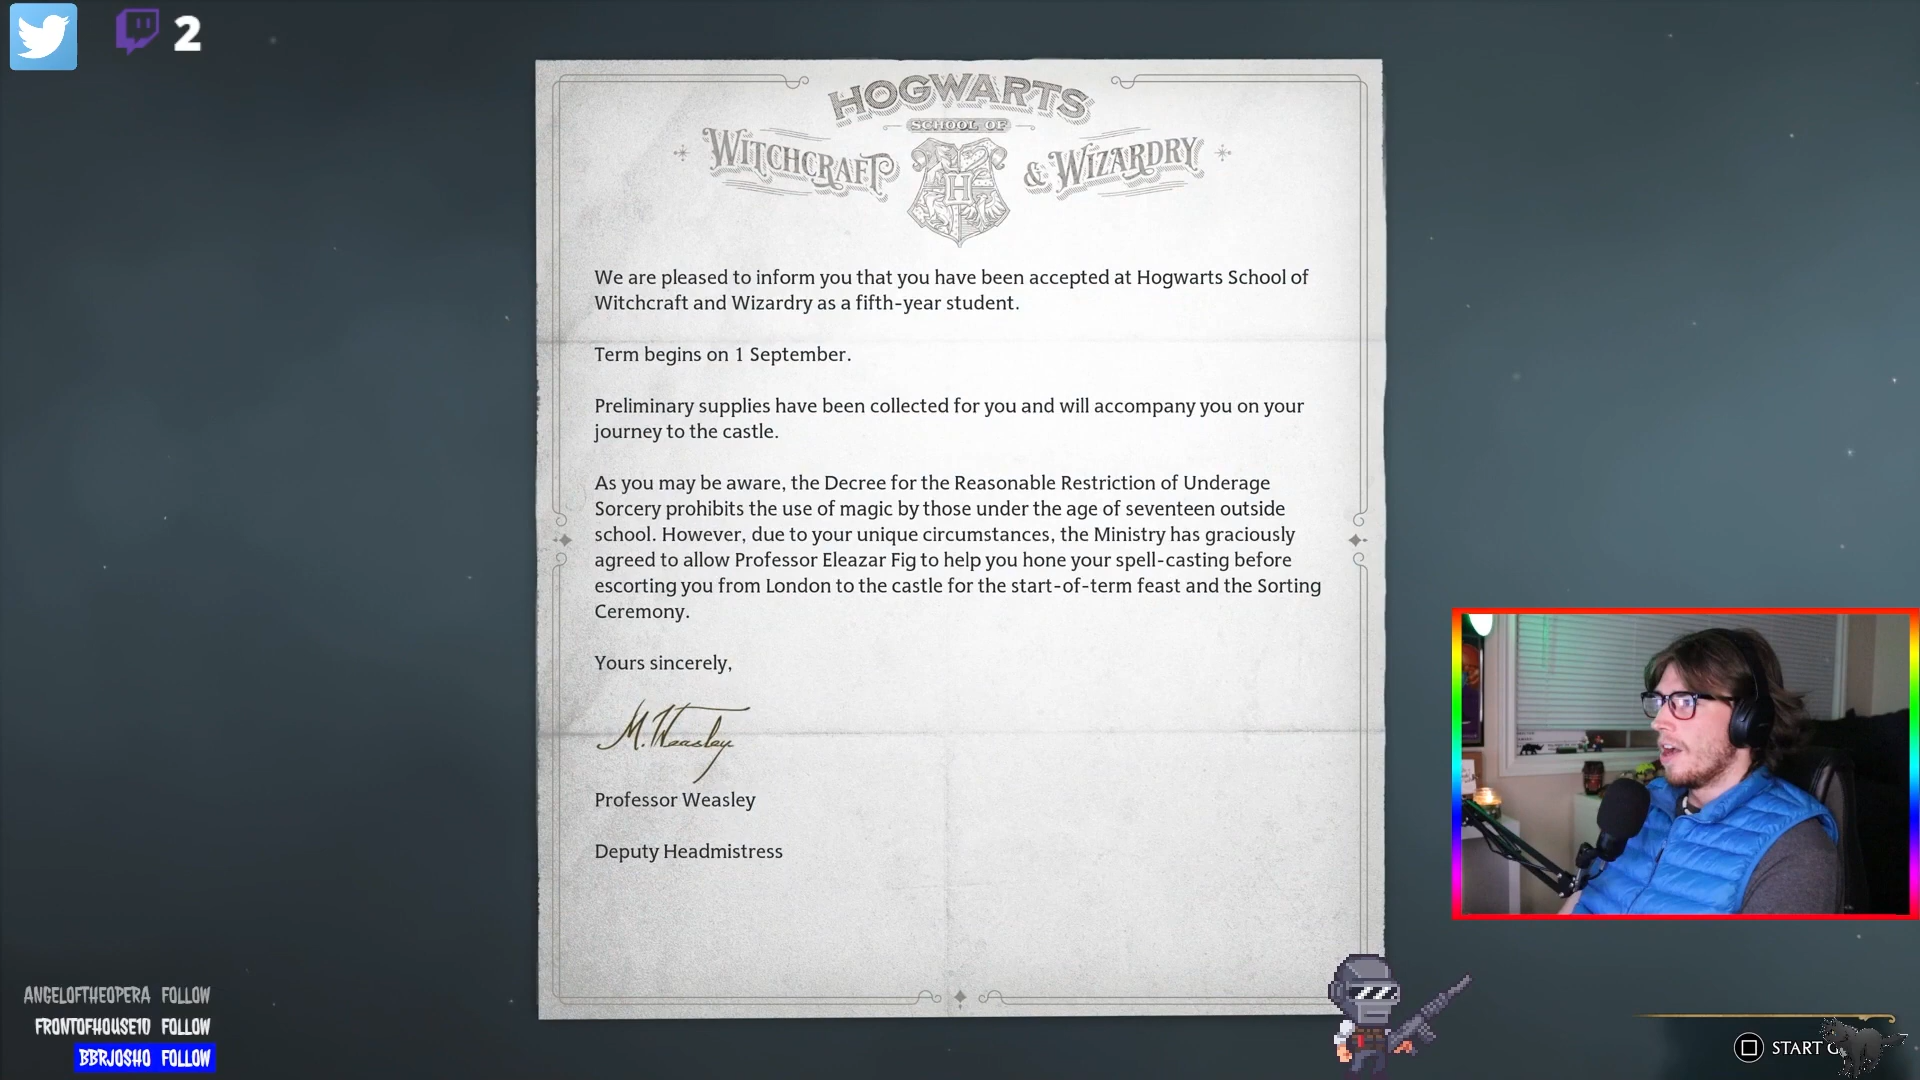 2
HOGWARTS
SCHOOL OF
WITCHCRAFT & WIZARDRY
H
We are pleased to inform you that you have been accepted at Hogwarts School of
Witchcraft and Wizardry as a fifth-year student.
Term begins on 1 September.
Preliminary supplies have been collected for you and will accompany you on your
journey to the castle.
As you may be aware, the Decree for the Reasonable Restriction of Underage
Sorcery prohibits the use of magic by those under the age of seventeen outside
school. However, due to your unique circumstances, the Ministry has graciously
agreed to allow Professor Eleazar Fig to help you hone your spell-casting before
escorting you from London to the castle for the start-of-term feast and the Sorting
Ceremony.
Yours sincerely,
M. Weasley
Professor Weasley
Deputy Headmistress
ANGELOFTHEOPERA FOLLOW
FRONTOFHOUSE10 FOLLOW
BBRJOSHO FOLLOW
START